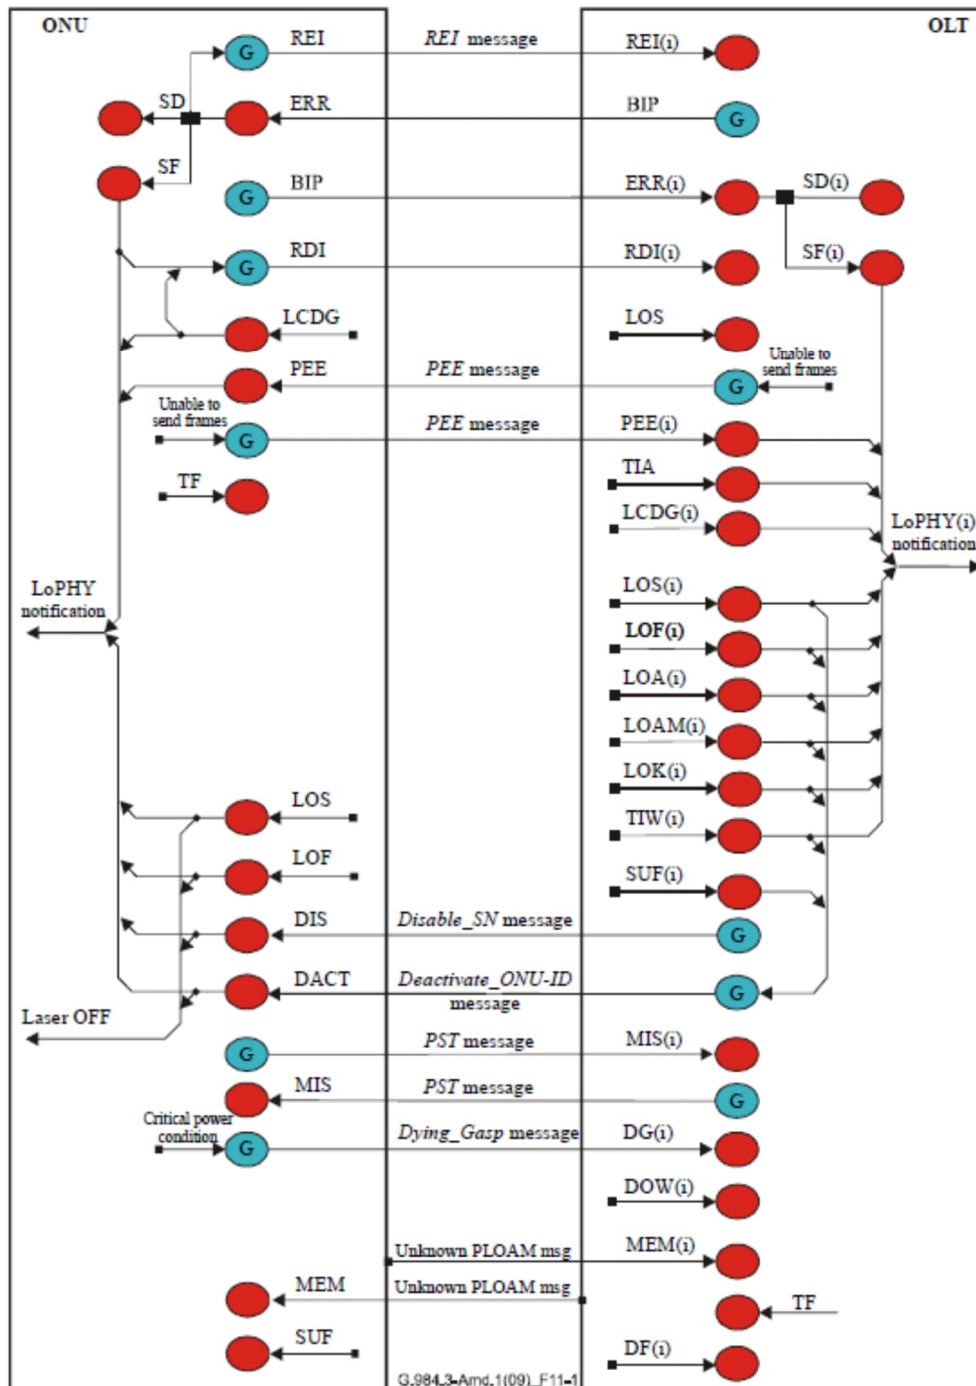 ONU
OLT
G
REI
REI message
REI(i)
SD
ERR
BIP
G
SF
G
BIP
ERR(i)
SD(i)
G
RDI
RDI(i)
SF(i)
LCDG
LOS
PEE
PEE message
G
Unable to
send frames
Unable to
send frames
G
PEE message
PEE(i)
TF
TIA
LCDG(i)
LoPHY(i)
notification
LoPHY
notification
LOS(i)
LOF(i)
LOA(i)
LOAM(i)
LOK(i)
LOS
TIW(i)
LOF
SUF(i)
DIS
Disable_SN message
G
DACT
Deactivate_ONU-ID
message
G
Laser OFF
G
PST message
MIS(i)
MIS
PST message
G
Critical power
condition
G
Dying_Gasp message
DG(i)
DOW(i)
Unknown PLOAM msg
MEM(i)
MEM
Unknown PLOAM msg
TF
SUF
DF(i)
G.984.3-Amd.1(09)_F11-1